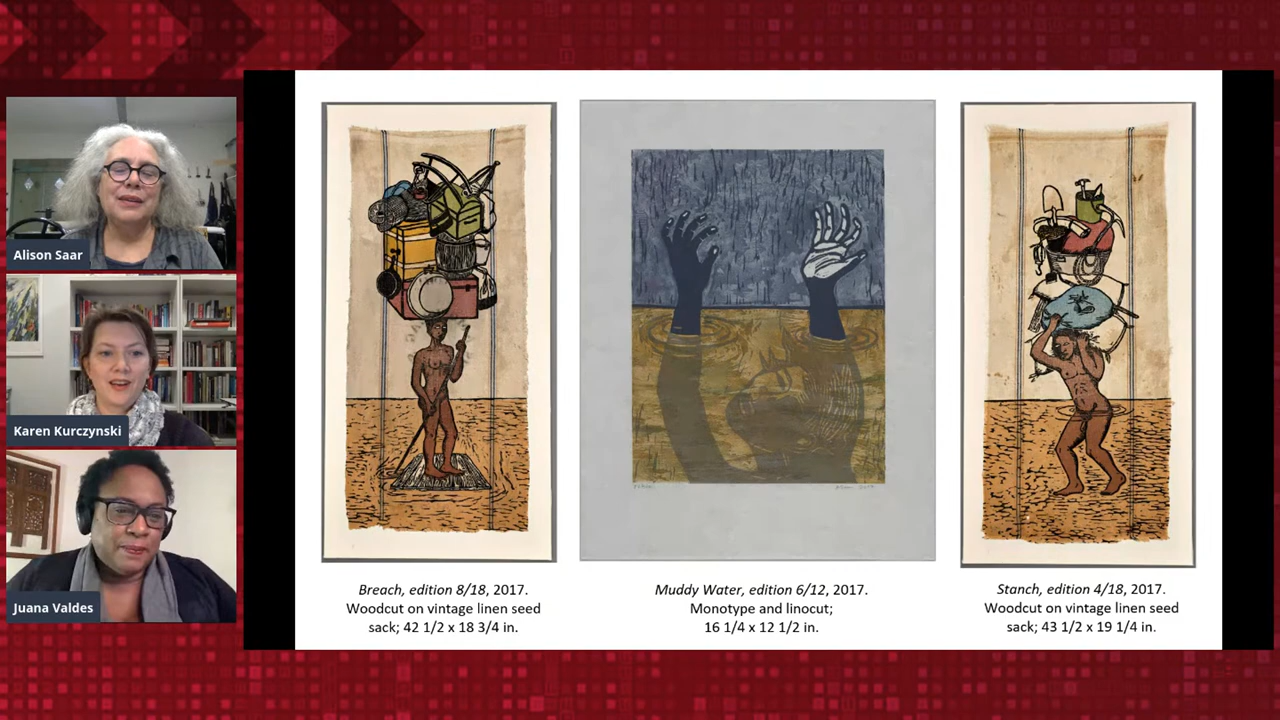 Alison Saar
Karen Kurczynski
Juana Valdes
Breach, edition 8/18, 2017.
Woodcut on vintage linen seed
sack; 42 1/2 x 18 3/4 in.
Muddy Water, edition 6/12, 2017.
Monotype and linocut;
16 1/4 x 12 1/2 in.
Stanch, edition 4/18, 2017.
Woodcut on vintage linen seed
sack; 43 1/2 x 19 1/4 in.